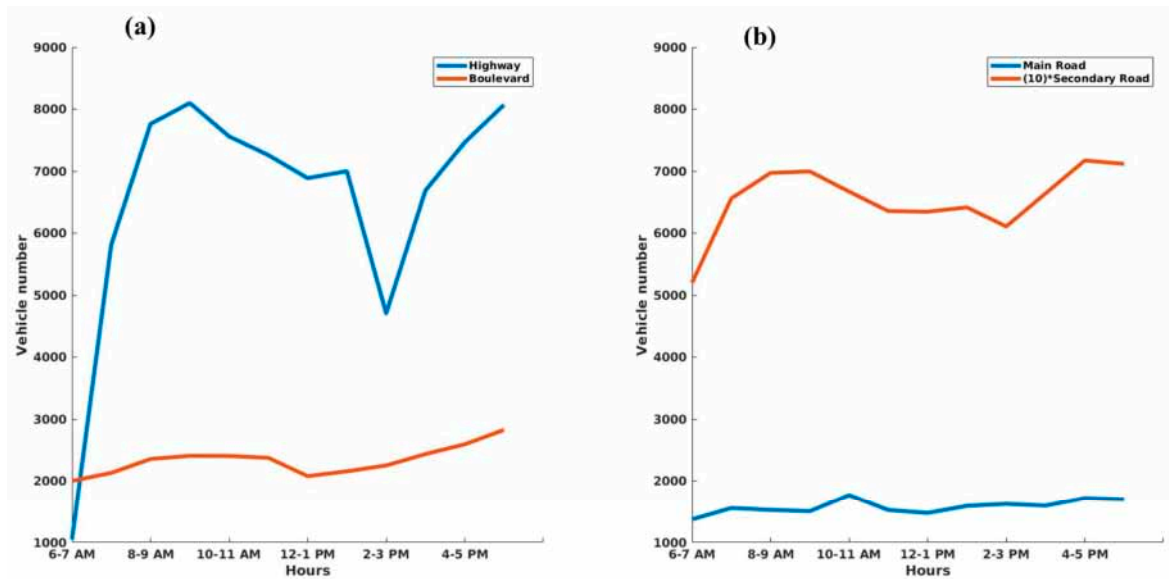 (a)
9000
8000
7000
6000
5000
4000
3000
2000
1000
Vehicle number
Highway
Boulevard
6-7 AM 8-9 AM 10-11 AM 12-1 PM 2-3 PM 4-5 PM
Hours
(b)
9000
8000
7000
6000
5000
4000
3000
2000
1000
Vehicle number
Main Road
(10)*Secondary Road
6-7 AM 8-9 AM 10-11 AM 12-1 PM 2-3 PM 4-5 PM
Hours